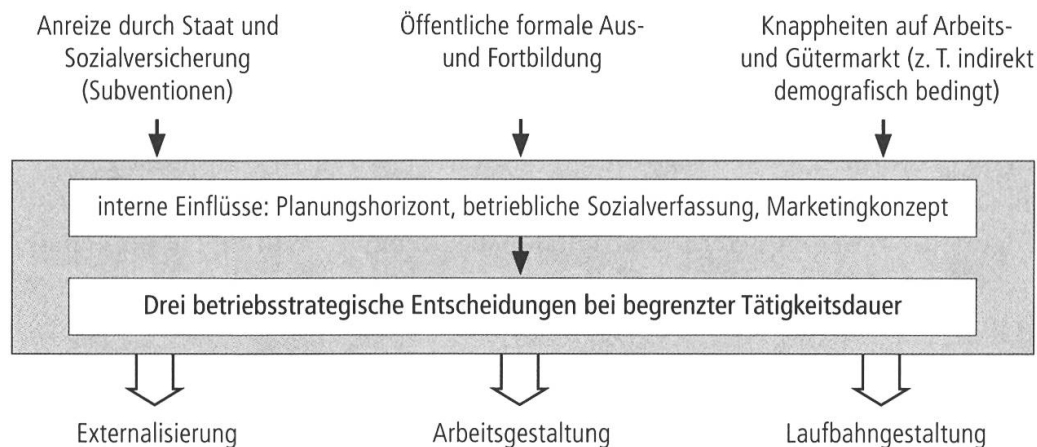 Anreize durch Staat und
Sozialversicherung
(Subventionen)
Öffentliche formale Aus-
und Fortbildung
Knappheiten auf Arbeits-
und Gütermarkt (z. T. indirekt
demografisch bedingt)
interne Einflüsse: Planungshorizont, betriebliche Sozialverfassung, Marketingkonzept
Drei betriebsstrategische Entscheidungen bei begrenzter Tätigkeitsdauer
Externalisierung
Arbeitsgestaltung
Laufbahngestaltung